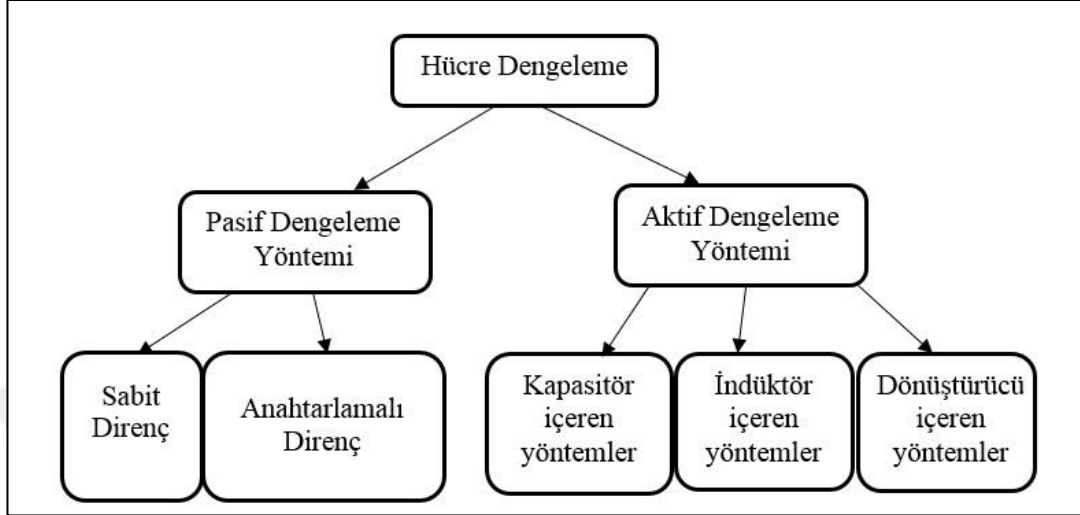 Hücre Dengeleme
Pasif Dengeleme
Yöntemi
Aktif Dengeleme
Yöntemi
Sabit
Direnç
Anahtarlamalı
Direnç
Kapasitör
içeren
yöntemler
İndüktör
içeren
yöntemler
Dönüştürücü
içeren
yöntemler